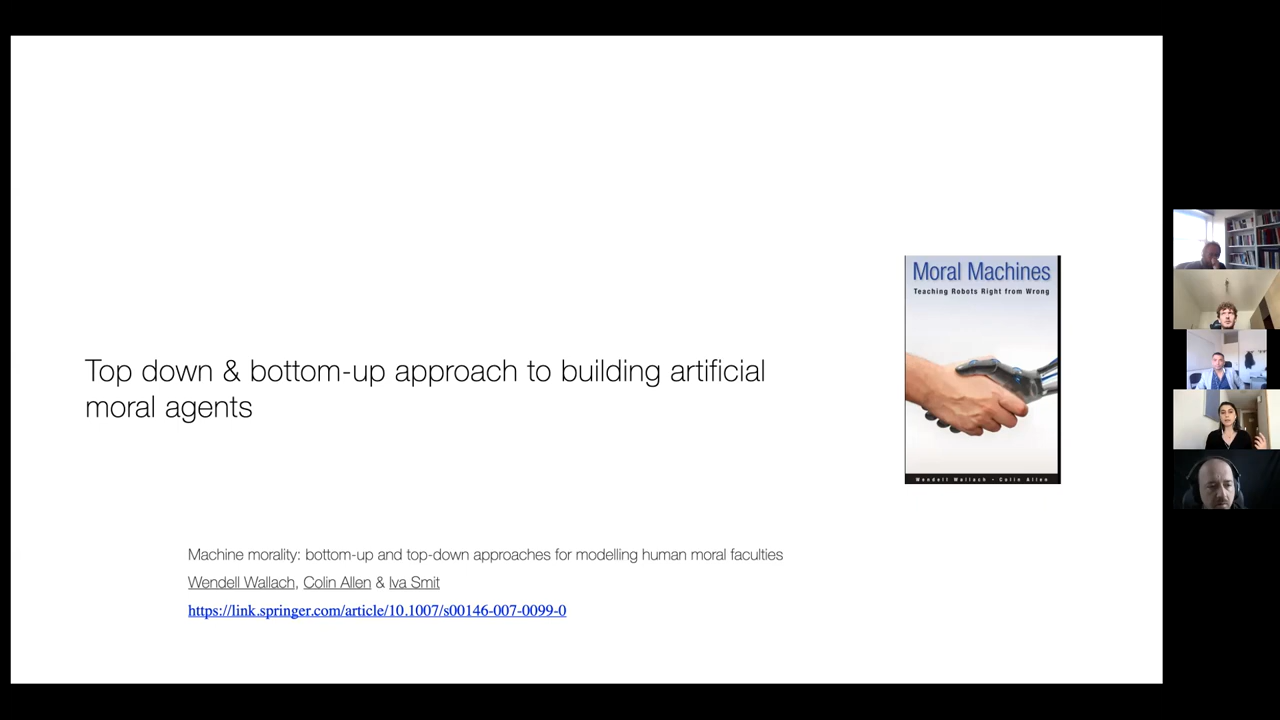 Moral Machines
Teaching Robots Right from Wrong
Top down & bottom-up approach to building artificial
moral agents
Wendell Wallach • Colin Allen
Machine morality: bottom-up and top-down approaches for modelling human moral faculties
Wendell Wallach, Colin Allen & Iva Smit
https://link.springer.com/article/10.1007/s00146-007-0099-0